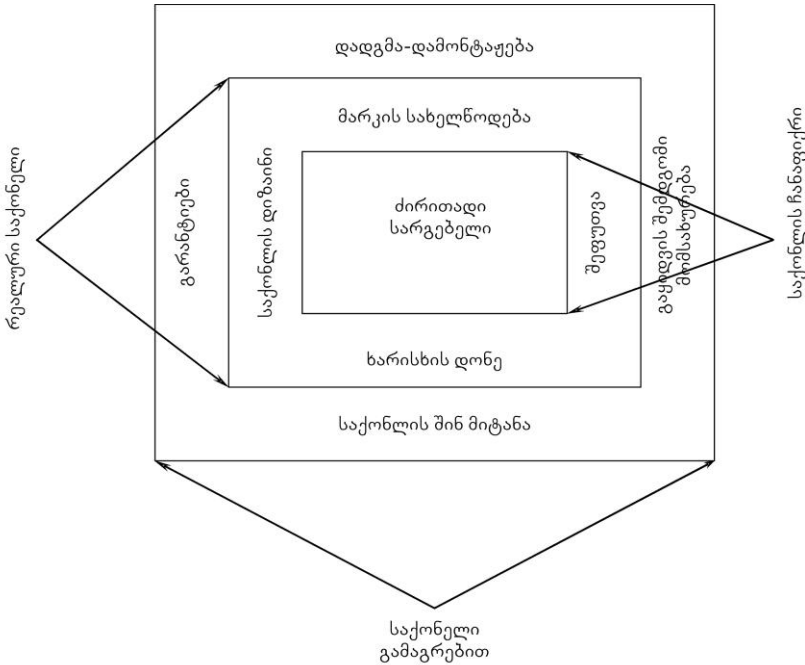 დადგმა-დამონტაჟება
მარკის სახელწოდება
რეალური საქონელი
გარანტიები
საქონლის დიზაინი
ძირითადი
სარგებელი
შეფუთვა
გაყიდვის შემდგომი
მომსახურება
საქონლის ჩანაფიქრი
ხარისხის დონე
საქონლის შინ მიტანა
საქონელი
გამაგრებით